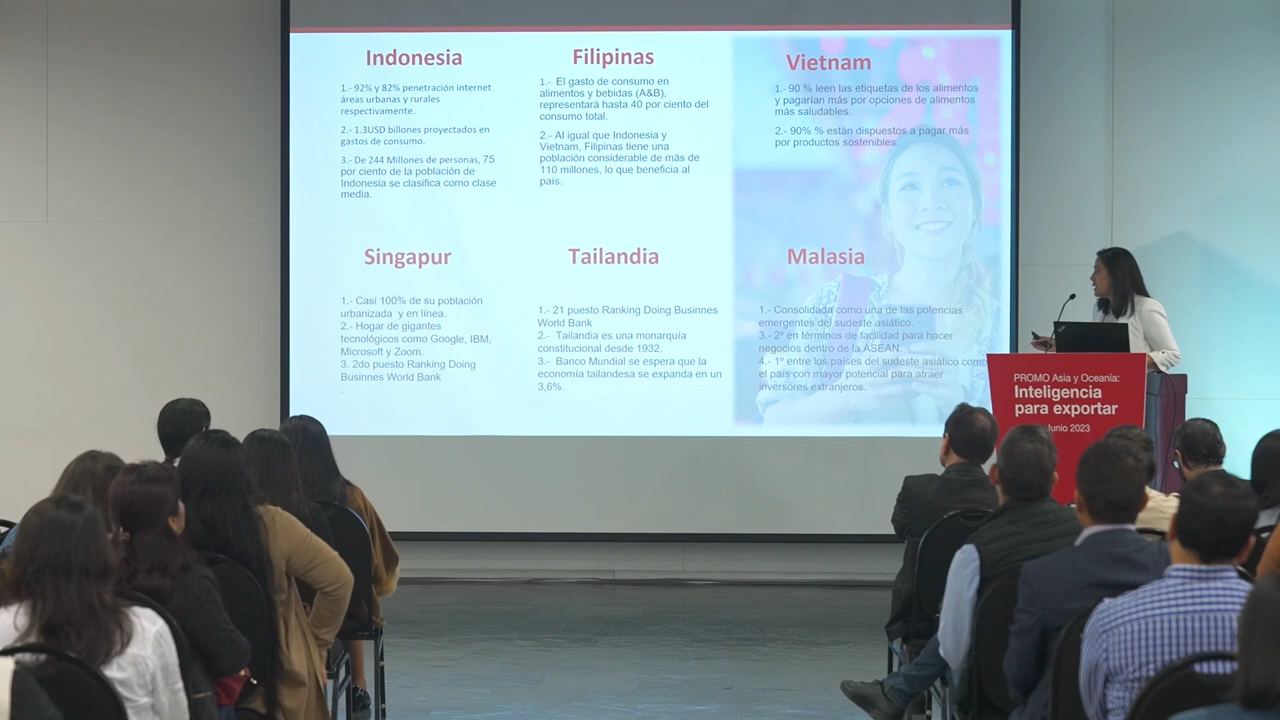 Indonesia
1.- 92% y 82% penetración internet
áreas urbanas y rurales
respectivamente.
2.- 1.3USD billones proyectados en
gastos de consumo.
3.- De 244 Millones de personas, 75
por ciento de la población de
Indonesia se clasifica como clase
media.
Filipinas
1.- El gasto de consumo en
alimentos y bebidas (A&B),
representará hasta 40 por ciento del
consumo total.
2.- Al igual que Indonesia y
Vietnam, Filipinas tiene una
población considerable de más de
110 millones, lo que beneficia al
país.
Vietnam
1.- 90 % leen las etiquetas de los alimentos
y pagarían más por opciones de alimentos
más saludables.
2.- 90% % están dispuestos a pagar más
por productos sostenibles.
Singapur
1.- Casi 100% de su población
urbanizada y en línea.
2.- Hogar de gigantes
tecnológicos como Google, IBM,
Microsoft y Zoom.
3. 2do puesto Ranking Doing
Businnes World Bank
.
Tailandia
1.- 21 puesto Ranking Doing Businnes
World Bank
2.- Tailandia es una monarquía
constitucional desde 1932.
3.- Banco Mundial se espera que la
economía tailandesa se expanda en un
3,6%.
Malasia
1.- Consolidada como una de las potencias
emergentes del sudeste asiático.
3.- 2º en términos de facilidad para hacer
negocios dentro de la ASEAN.
4.- 1º entre los países del sudeste asiático como
el país con mayor potencial para atraer
inversores extranjeros.
PROMO Asia y Oceanía:
Inteligencia
para exportar
Junio 2023